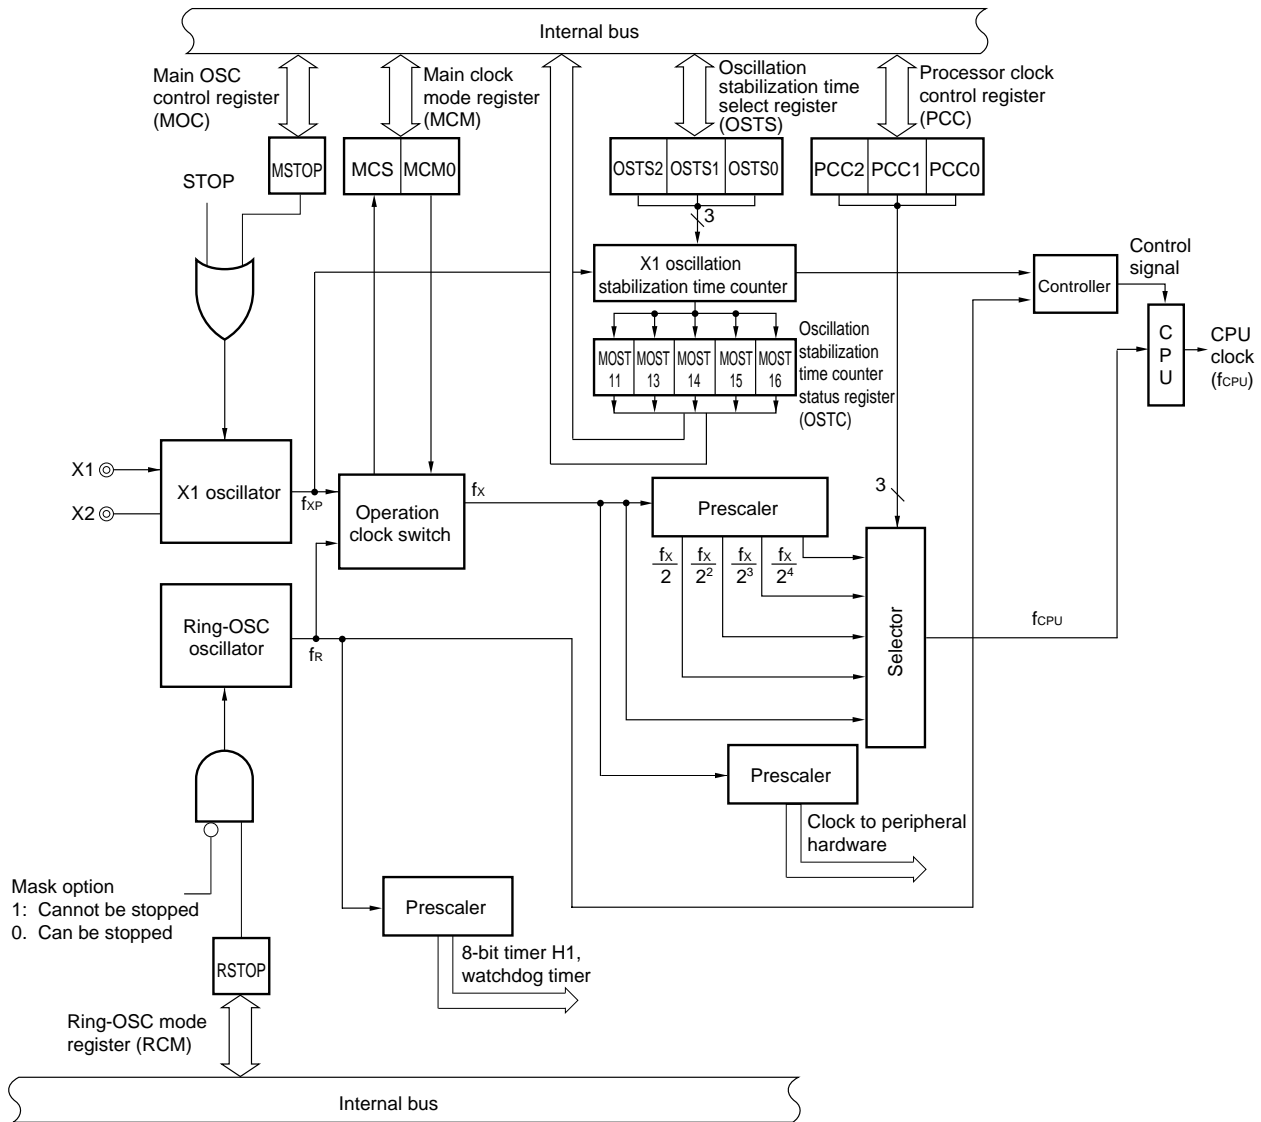 Internal bus
Main OSC
control register
(MOC)
Main clock
mode register
(MCM)
Oscillation
stabilization time
select register
(OSTS)
Processor clock
control register
(PCC)
STOP
MSTOP
MCS
MCM0
OSTS2
OSTS1
OSTS0
PCC2
PCC1
PCC0
3
X1 oscillation
stabilization time counter
Controller
Control
signal
CPU
CPU
clock
(fCPU)
MOST
11
MOST
13
MOST
14
MOST
15
MOST
16
Oscillation
stabilization
time counter
status register
(OSTC)
X1
X2
X1 oscillator
fXP
Operation
clock switch
fX
3
Prescaler
fX/2
fX/2²
fX/2³
fX/2⁴
Selector
fCPU
Ring-OSC
oscillator
fR
Prescaler
Clock to peripheral
hardware
Mask option
1: Cannot be stopped
0. Can be stopped
Prescaler
8-bit timer H1,
watchdog timer
RSTOP
Ring-OSC mode
register (RCM)
Internal bus